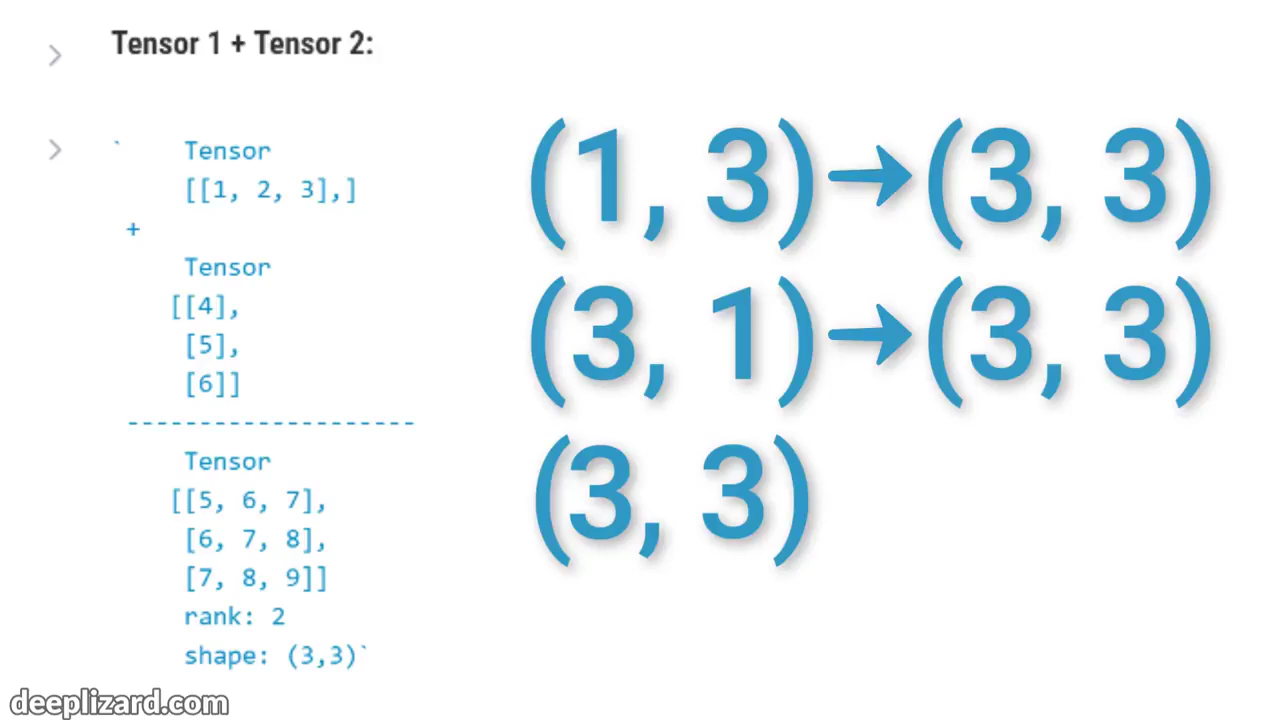 Tensor 1 + Tensor 2:
` Tensor
[[1, 2, 3],]
+
Tensor
[[4],
[5],
[6]]
--------------------
Tensor
[[5, 6, 7],
[6, 7, 8],
[7, 8, 9]]
rank: 2
shape: (3,3)`
(1, 3)→(3, 3)
(3, 1)→(3, 3)
(3, 3)
deeplizard.com